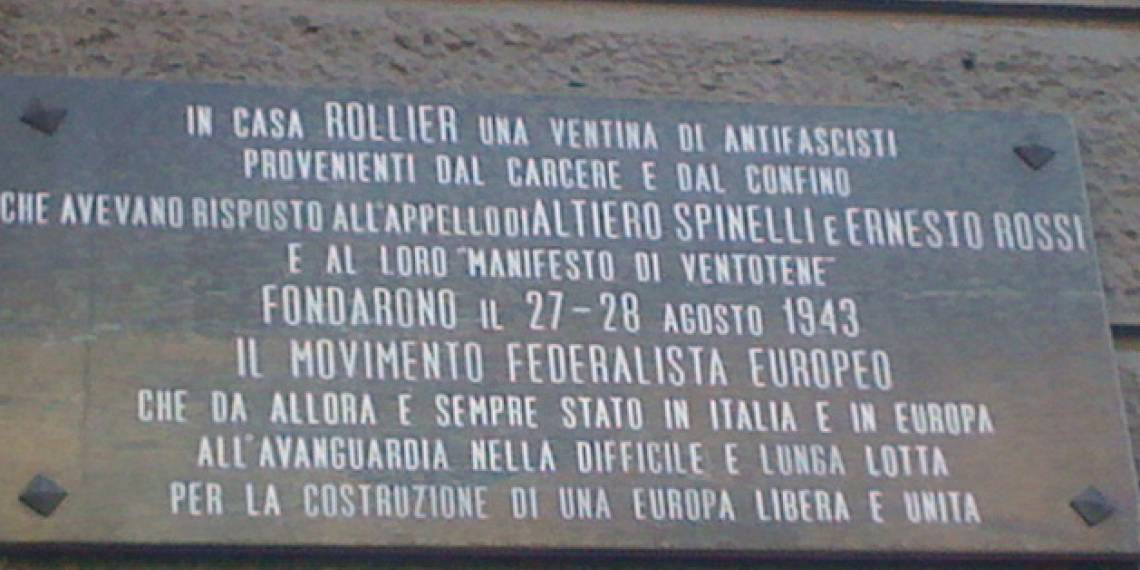 IN CASA ROLLIER UNA VENTINA DI ANTIFASCISTI
PROVENIENTI DAL CARCERE E DAL CONFINO
CHE AVEVANO RISPOSTO ALL'APPELLO DI ALTIERO SPINELLI E ERNESTO ROSSI
E AL LORO "MANIFESTO DI VENTOTENE"
FONDARONO IL 27-28 AGOSTO 1943
IL MOVIMENTO FEDERALISTA EUROPEO
CHE DA ALLORA E SEMPRE STATO IN ITALIA E IN EUROPA
ALL'AVANGUARDIA NELLA DIFFICILE E LUNGA LOTTA
PER LA COSTRUZIONE DI UNA EUROPA LIBERA E UNITA